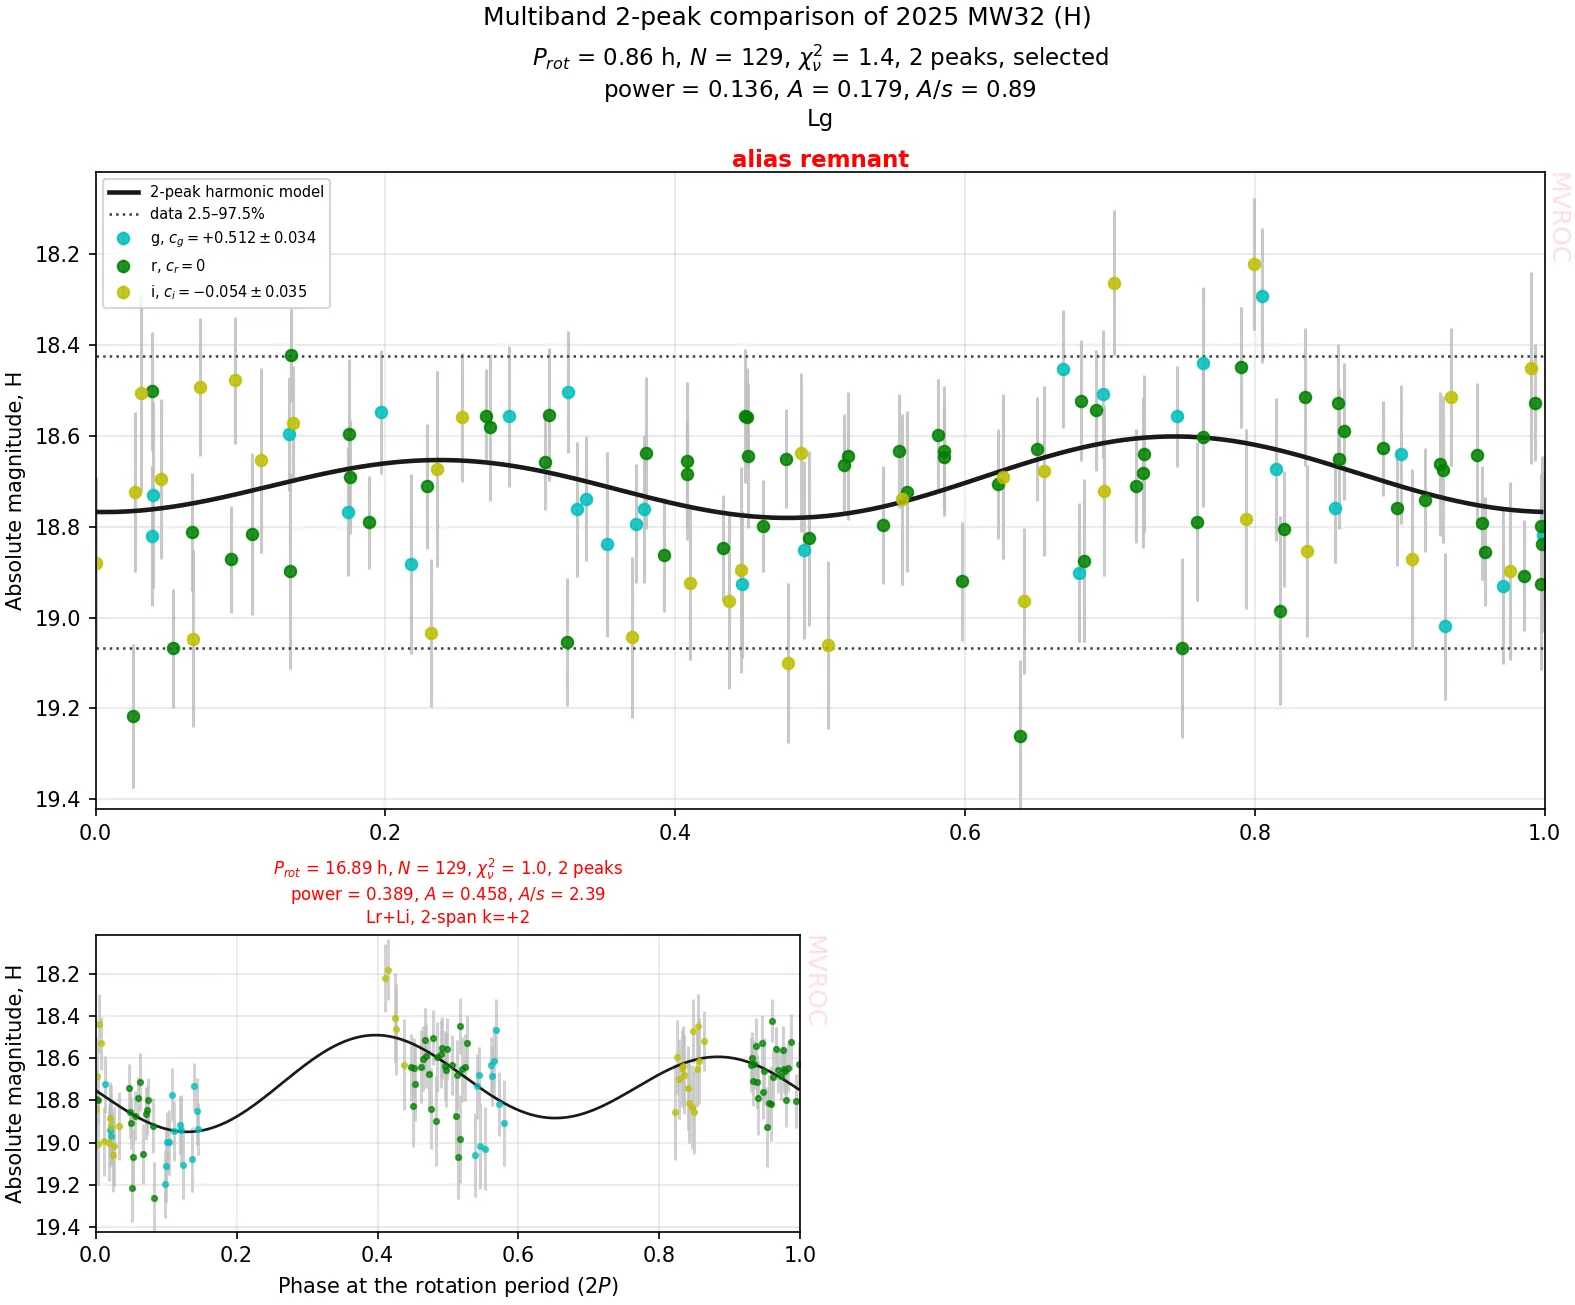 Multiband 2-peak comparison of 2025 MW32 (H)
P_rot = 0.86 h, N = 129, χ²_ν = 1.4, 2 peaks, selected
power = 0.136, A = 0.179, A/s = 0.89
Lg
alias remnant
2-peak harmonic model
data 2.5–97.5%
g, c_g = +0.512 ± 0.034
r, c_r = 0
i, c_i = −0.054 ± 0.035
MVROC
Absolute magnitude, H
18.2
18.4
18.6
18.8
19.0
19.2
19.4
0.0 0.2 0.4 0.6 0.8 1.0
P_rot = 16.89 h, N = 129, χ²_ν = 1.0, 2 peaks
power = 0.389, A = 0.458, A/s = 2.39
Lr+Li, 2-span k=+2
MVROC
Absolute magnitude, H
18.2
18.4
18.6
18.8
19.0
19.2
19.4
0.0 0.2 0.4 0.6 0.8 1.0
Phase at the rotation period (2P)